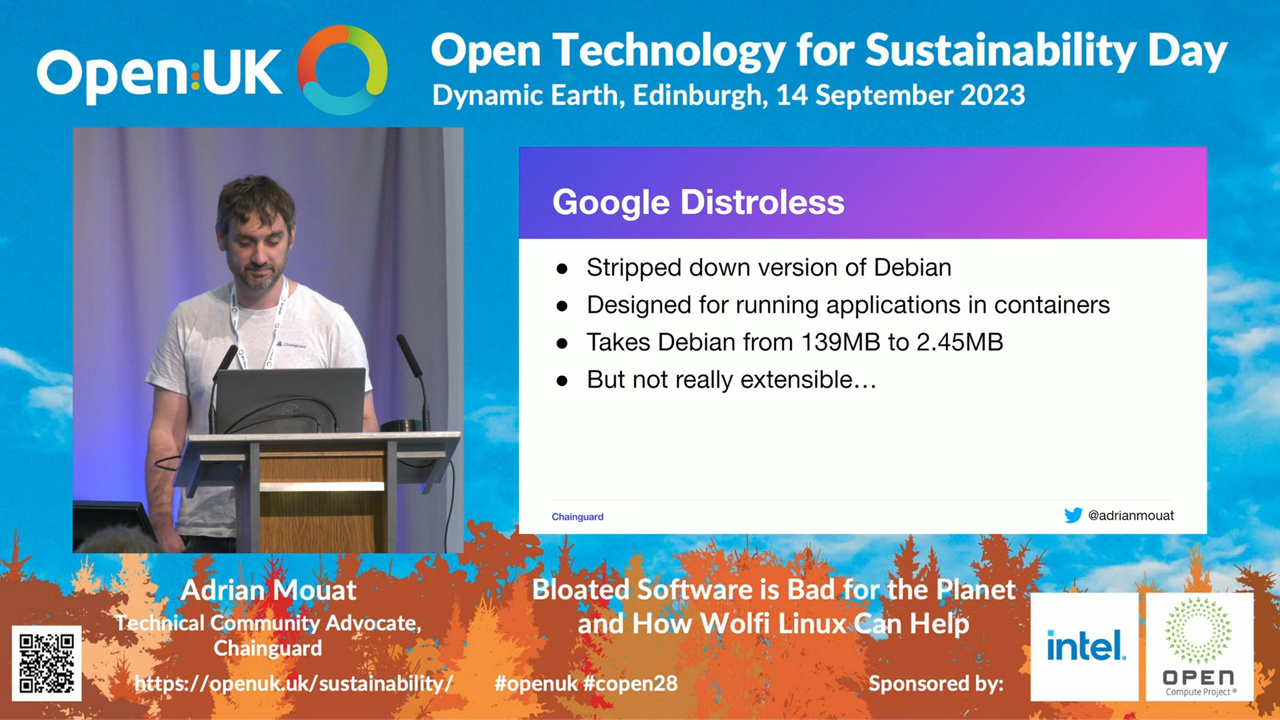 Open:UK
Open Technology for Sustainability Day
Dynamic Earth, Edinburgh, 14 September 2023
Google Distroless
● Stripped down version of Debian
● Designed for running applications in containers
● Takes Debian from 139MB to 2.45MB
● But not really extensible…
Chainguard
@adrianmouat
Chainguard
Adrian Mouat
Technical Community Advocate,
Chainguard
Bloated Software is Bad for the Planet
and How Wolfi Linux Can Help
https://openuk.uk/sustainability/
#openuk #copen28
Sponsored by:
intel.
OPEN
Compute Project®